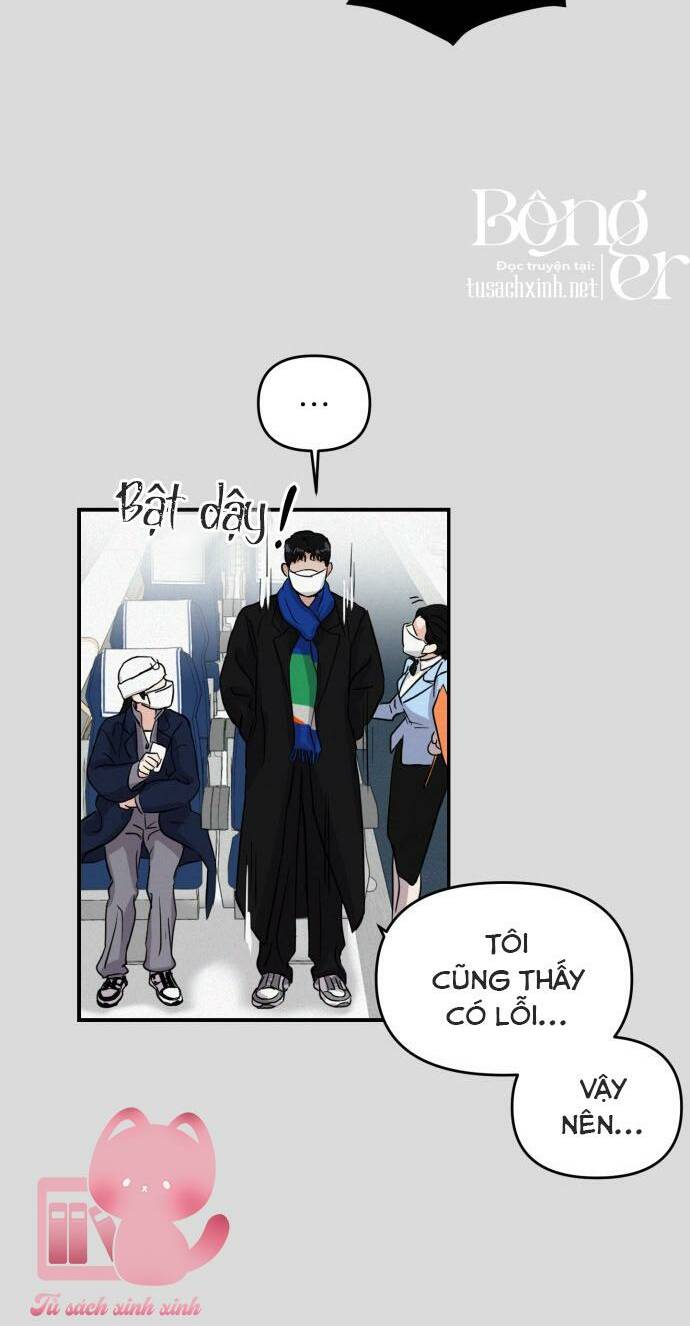 Bông
er
Đọc truyện tại:
tusachxinh.net
...
Bật dậy!
TÔI
CŨNG THẤY
CÓ LỖI...
VẬY
NÊN...
Tủ sách xinh xinh